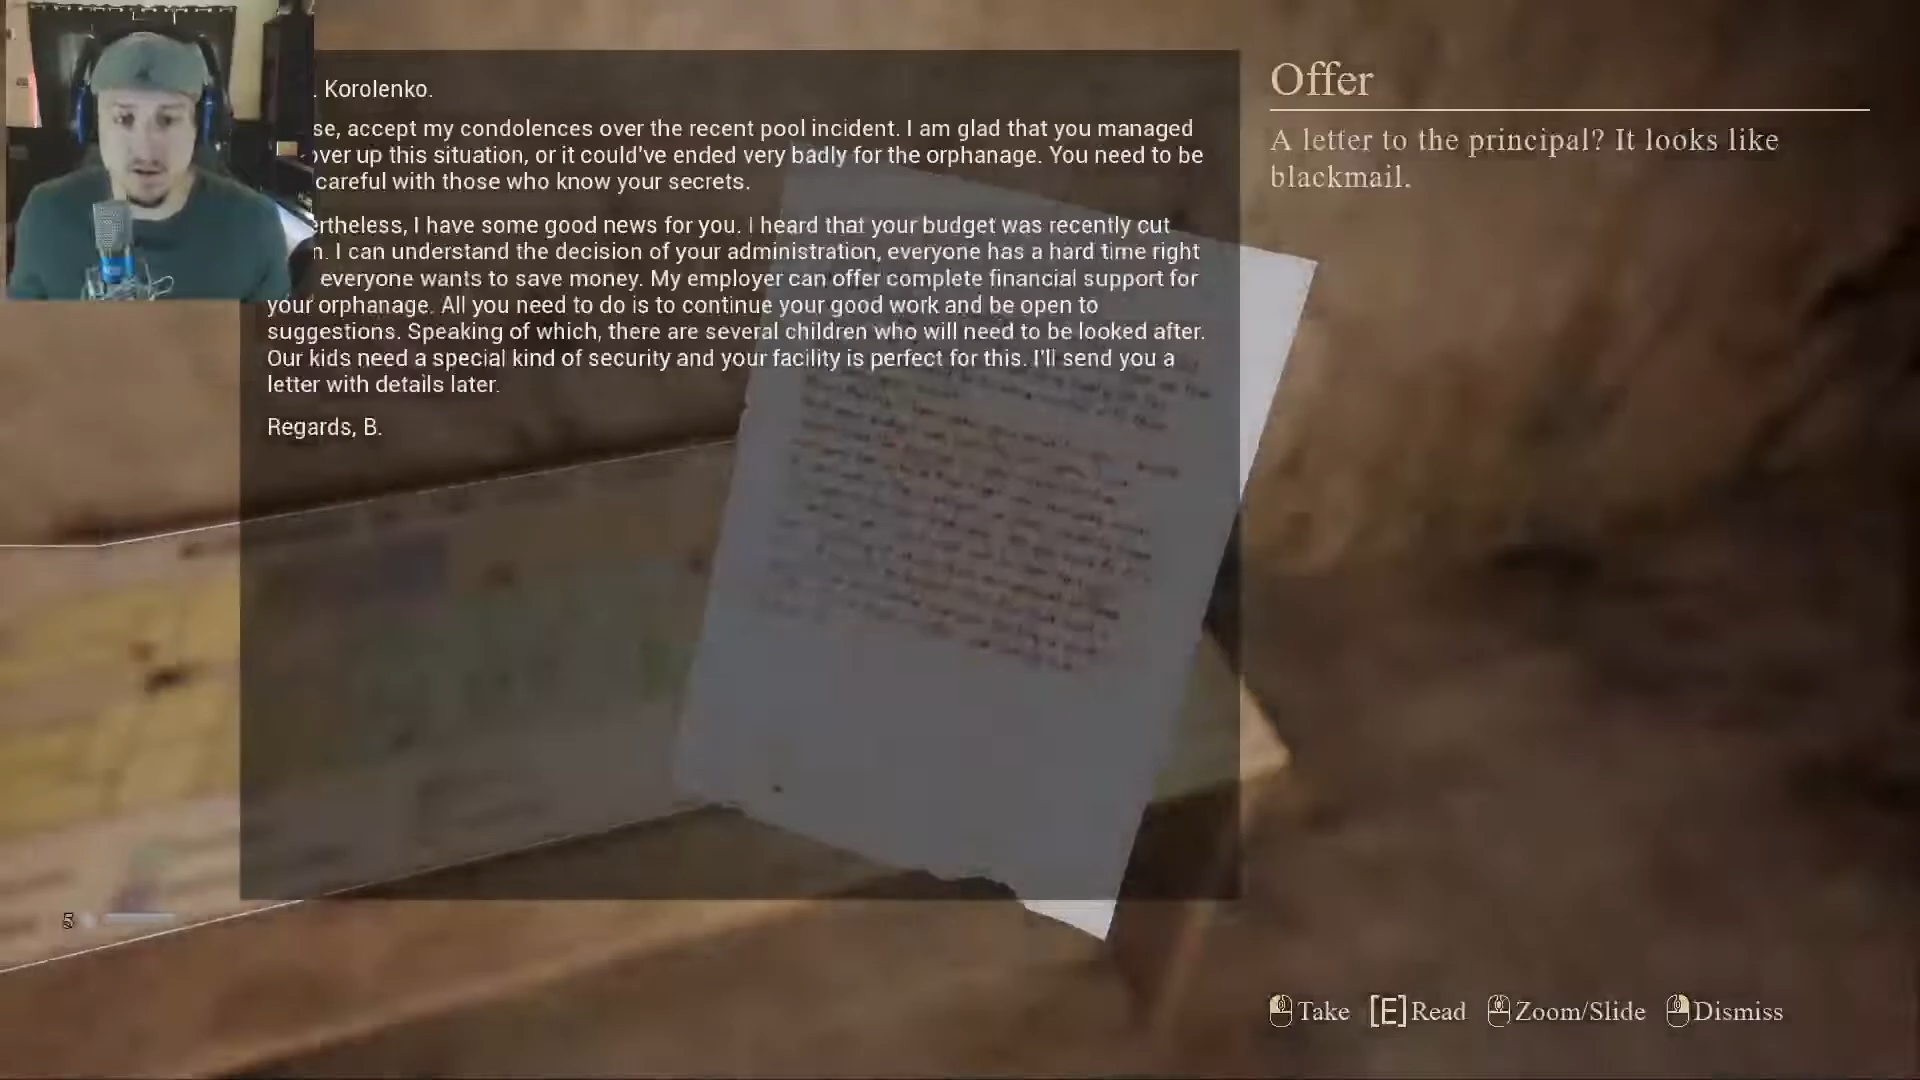 . Korolenko.
se, accept my condolences over the recent pool incident. I am glad that you managed
over up this situation, or it could've ended very badly for the orphanage. You need to be
careful with those who know your secrets.
ertheless, I have some good news for you. I heard that your budget was recently cut
n. I can understand the decision of your administration, everyone has a hard time right
everyone wants to save money. My employer can offer complete financial support for
your orphanage. All you need to do is to continue your good work and be open to
suggestions. Speaking of which, there are several children who will need to be looked after.
Our kids need a special kind of security and your facility is perfect for this. I'll send you a
letter with details later.
Regards, B.
Offer
A letter to the principal? It looks like
blackmail.
5
Take [E] Read Zoom/Slide Dismiss